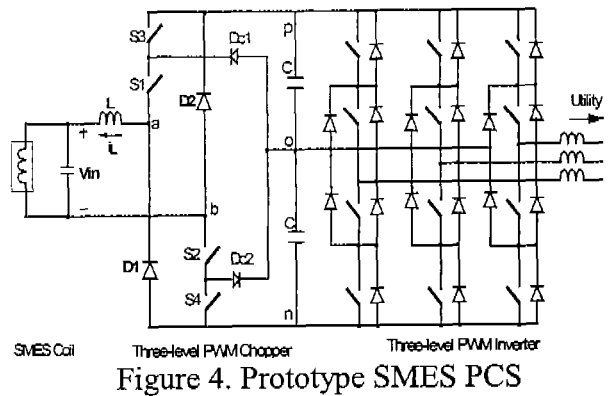 S3
p
Dc1
C
S1
D2
L
a
Utility
+
iL
o
Vin
-
b
C
S2
Dc2
D1
S4
n
SMES Coil Three-level PWM Chopper Three-level PWM Inverter
Figure 4. Prototype SMES PCS